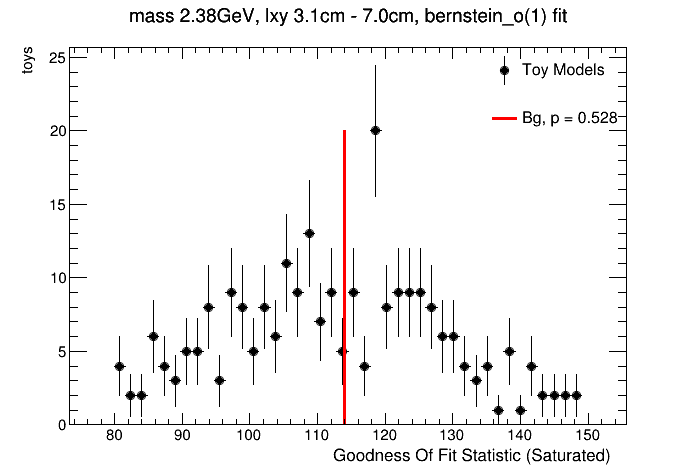 mass 2.38GeV, lxy 3.1cm - 7.0cm, bernstein_o(1) fit
toys
25
20
15
10
5
0
Toy Models
Bg, p = 0.528
80 90 100 110 120 130 140 150
Goodness Of Fit Statistic (Saturated)